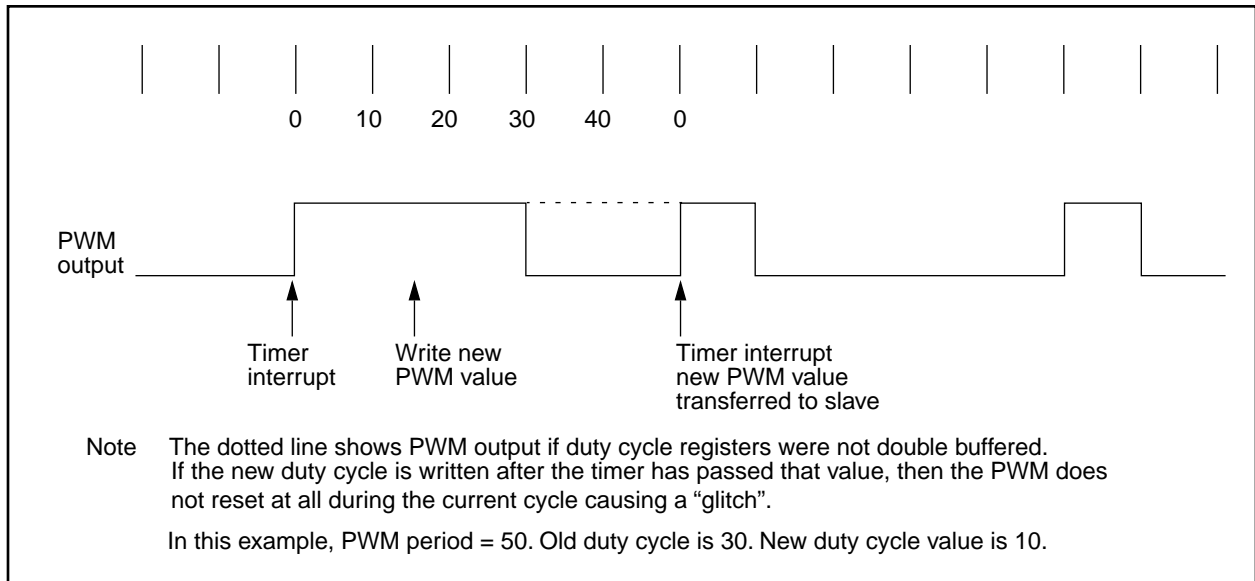 0 10 20 30 40 0
PWM
output
Timer
interrupt
Write new
PWM value
Timer interrupt
new PWM value
transferred to slave
Note The dotted line shows PWM output if duty cycle registers were not double buffered.
If the new duty cycle is written after the timer has passed that value, then the PWM does
not reset at all during the current cycle causing a “glitch”.
In this example, PWM period = 50. Old duty cycle is 30. New duty cycle value is 10.